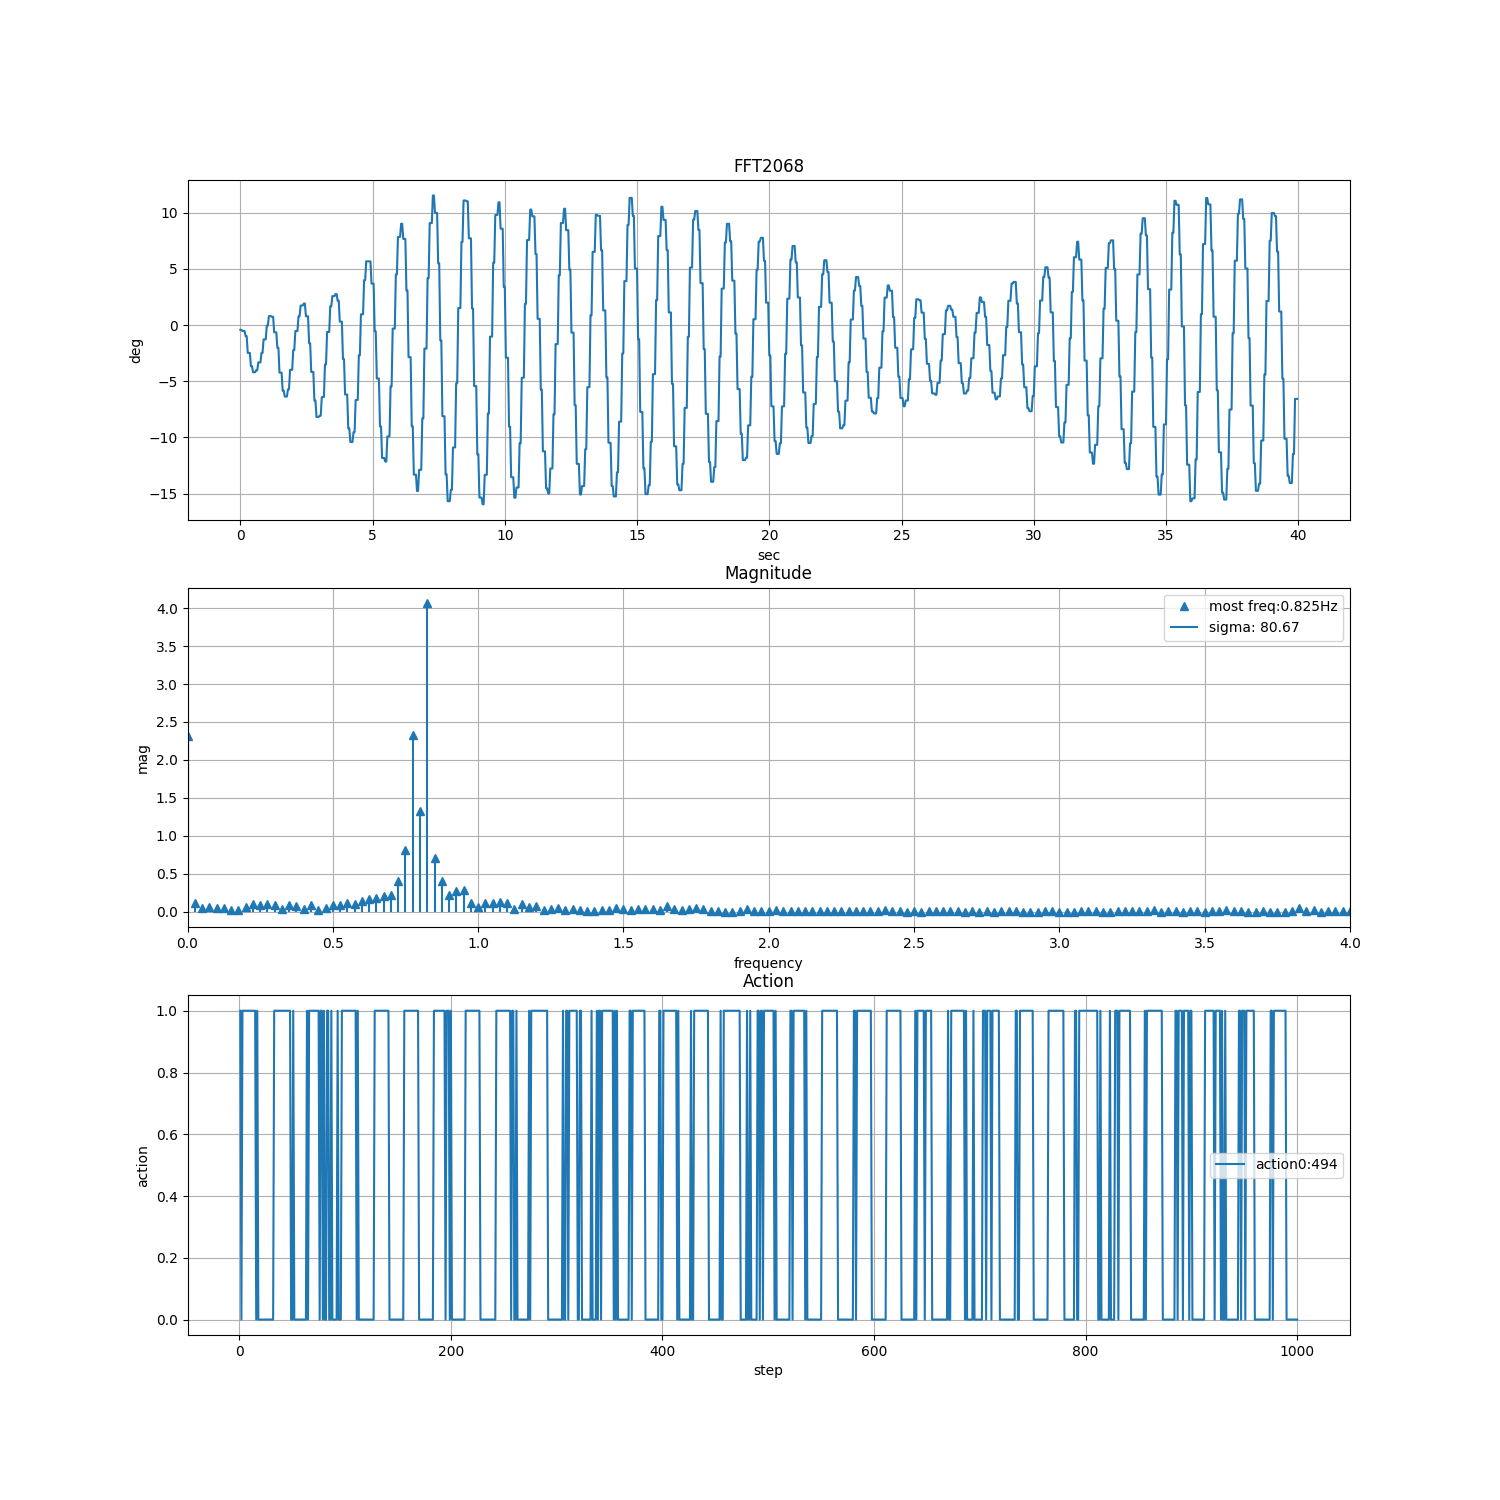 FFT2068
10
5
0
−5
−10
−15
deg
0 5 10 15 20 25 30 35 40
sec
Magnitude
most freq:0.825Hz
sigma: 80.67
4.0
3.5
3.0
2.5
2.0
1.5
1.0
0.5
0.0
mag
0.0 0.5 1.0 1.5 2.0 2.5 3.0 3.5 4.0
frequency
Action
1.0
0.8
0.6
0.4
0.2
0.0
action
action0:494
0 200 400 600 800 1000
step